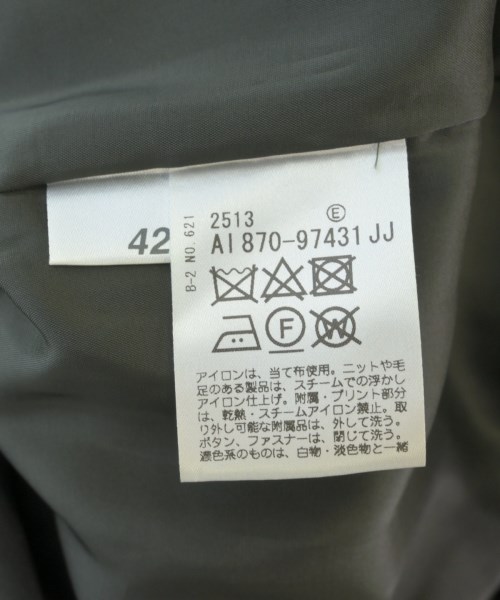 42
B-2 NO. 621
2513 E
AI 870-97431 JJ
F W
アイロンは、当て布使用。ニットや毛
足のある製品は、スチームでの浮かし
アイロン仕上げ。附属・プリント部分
は、乾熱・スチームアイロン禁止。取
り外し可能な附属品は、外して洗う。
ボタン、ファスナーは、閉じて洗う。
濃色系のものは、白物・淡色物と一緒